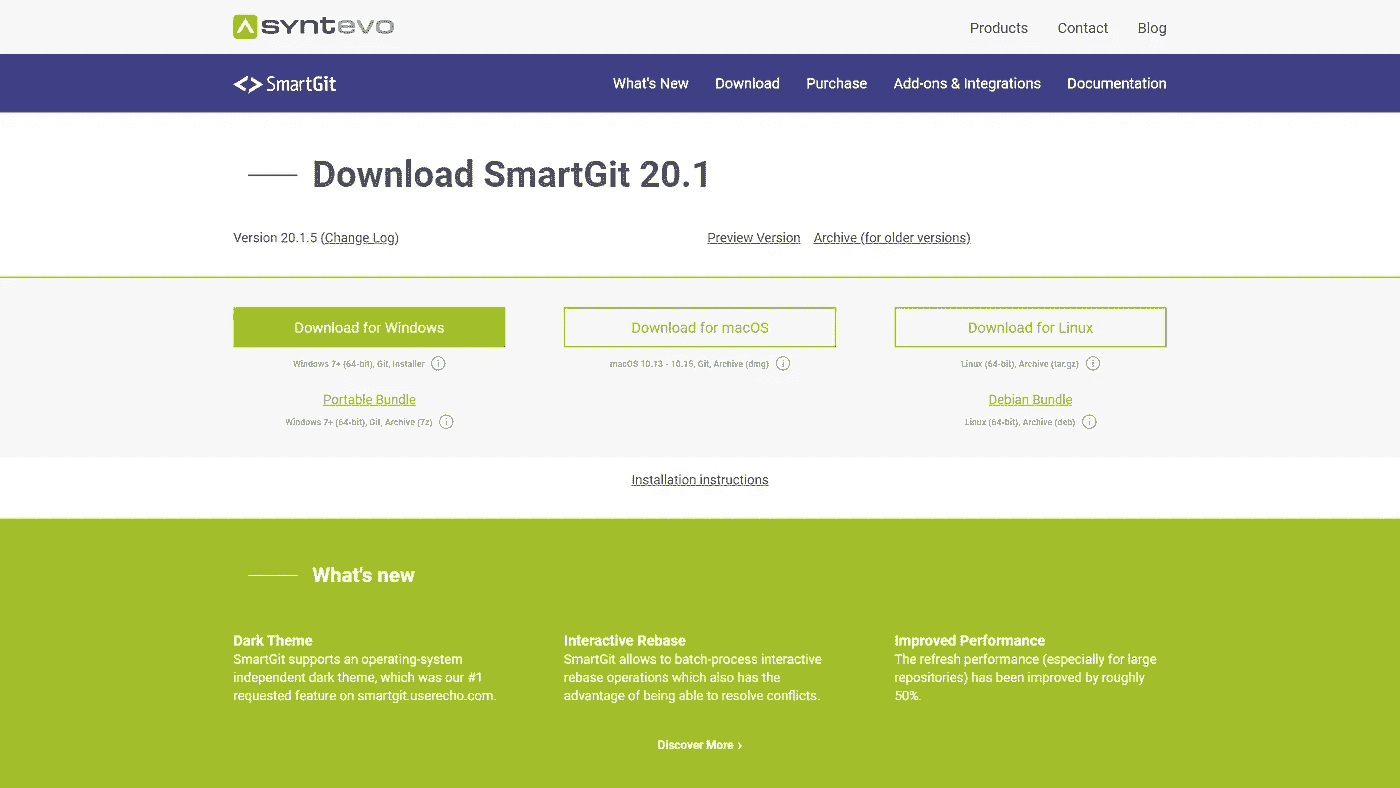 syntevo
Products Contact Blog
SmartGit
What's New Download Purchase Add-ons & Integrations Documentation
Download SmartGit 20.1
Version 20.1.5 (Change Log)
Preview Version Archive (for older versions)
Download for Windows
Windows 7+ (64-bit), Git, Installer
Portable Bundle
Windows 7+ (64-bit), Git, Archive (7z)
Download for macOS
macOS 10.13 - 10.15, Git, Archive (dmg)
Download for Linux
Linux (64-bit), Archive (tar.gz)
Debian Bundle
Linux (64-bit), Archive (deb)
Installation instructions
What's new
Dark Theme
SmartGit supports an operating-system
independent dark theme, which was our #1
requested feature on smartgit.userecho.com.
Interactive Rebase
SmartGit allows to batch-process interactive
rebase operations which also has the
advantage of being able to resolve conflicts.
Improved Performance
The refresh performance (especially for large
repositories) has been improved by roughly
50%.
Discover More ›